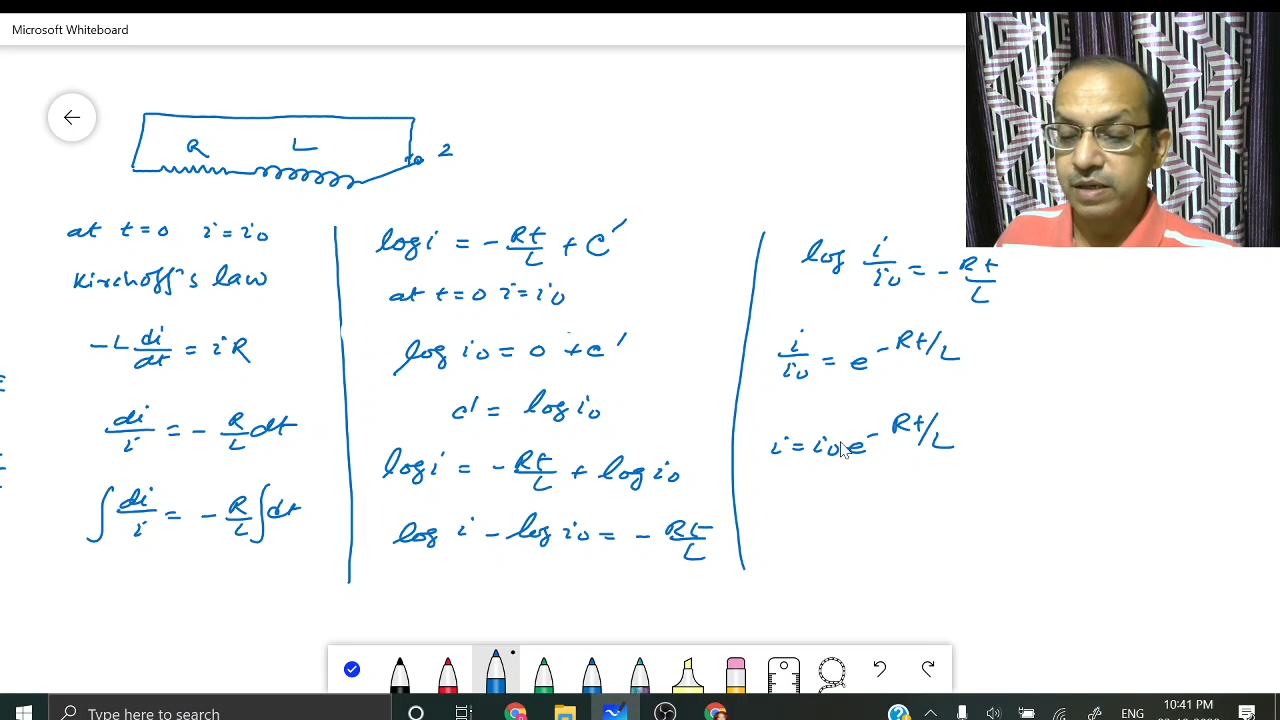 Microsoft Whiteboard
R L 2
at t=0 i=i₀
Kirchoff's law
-L di/dt = iR
di/i = - R/L dt
∫ di/i = - R/L ∫ dt
log i = - Rt/L + C′
at t=0 i=i₀
log i₀ = 0 + C′
C′ = log i₀
log i = - Rt/L + log i₀
log i - log i₀ = - Rt/L
log i/i₀ = - Rt/L
i/i₀ = e^-Rt/L
i = i₀ e^-Rt/L
Type here to search
ENG
10:41 PM